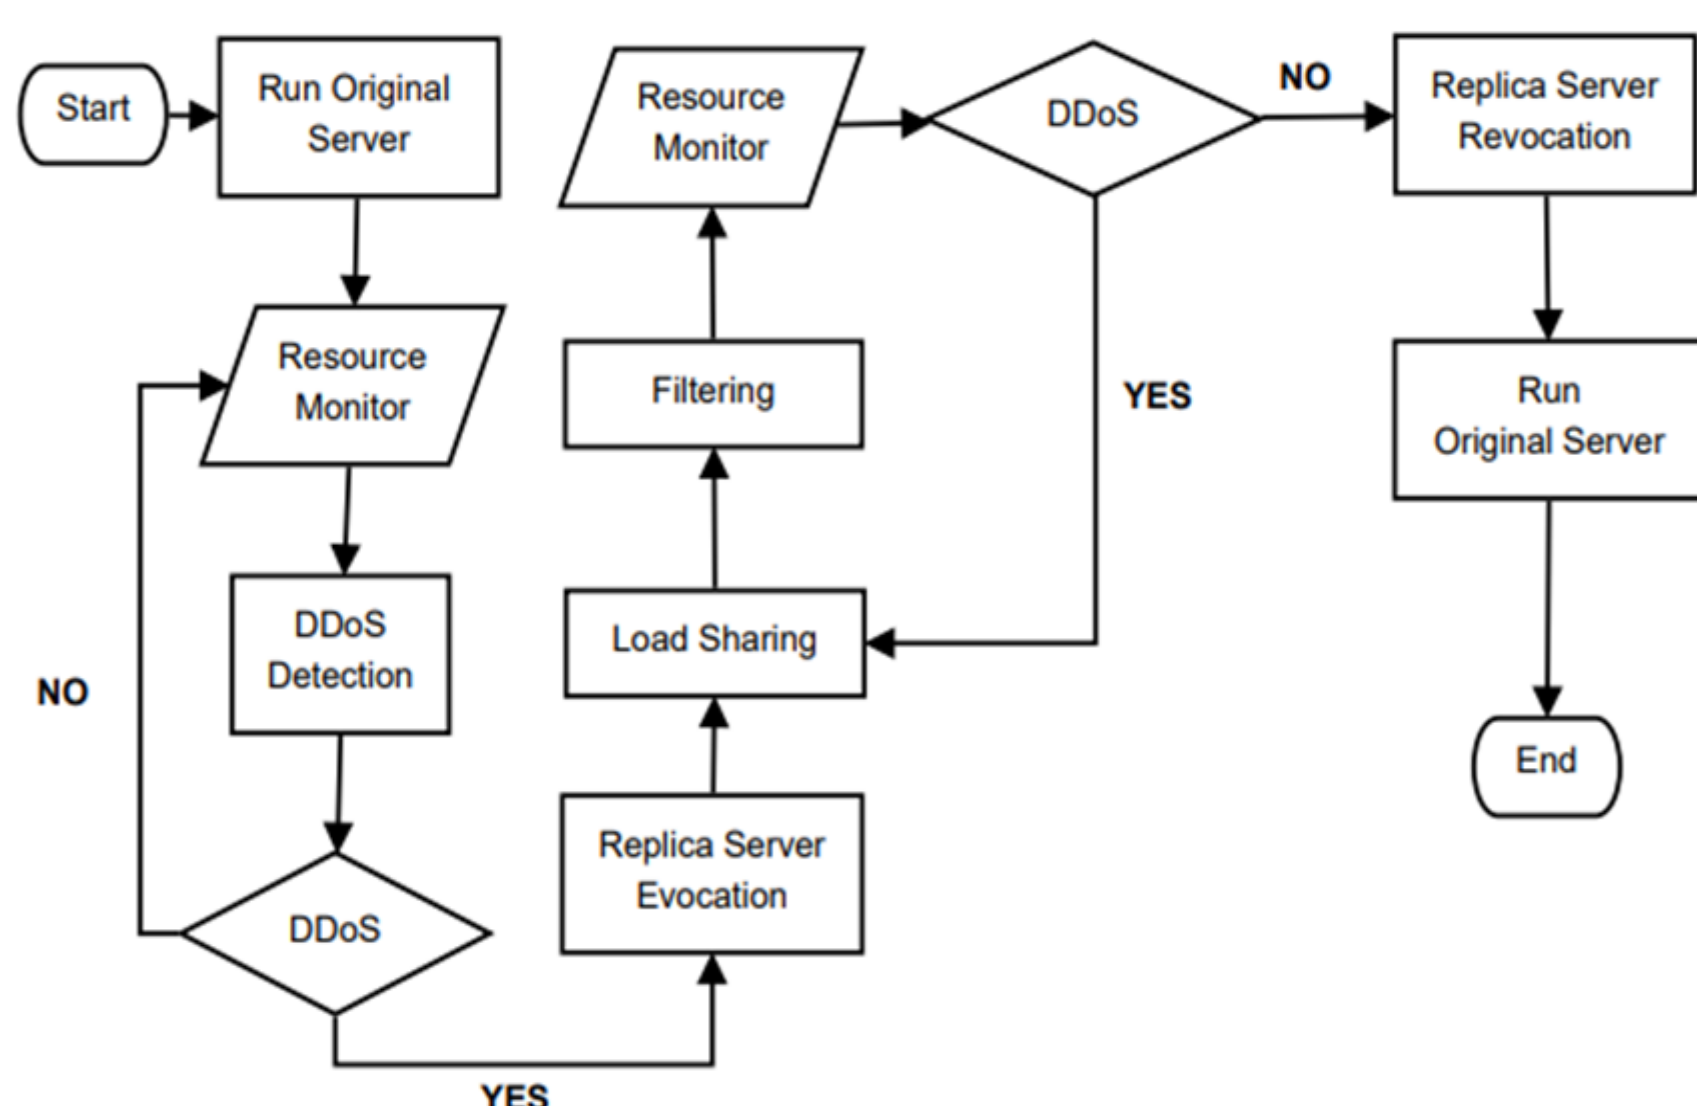 Start
Run Original
Server
Resource
Monitor
DDoS
Detection
NO
DDoS
YES
Replica Server
Evocation
Load Sharing
Filtering
Resource
Monitor
DDoS
YES
NO
Replica Server
Revocation
Run
Original Server
End